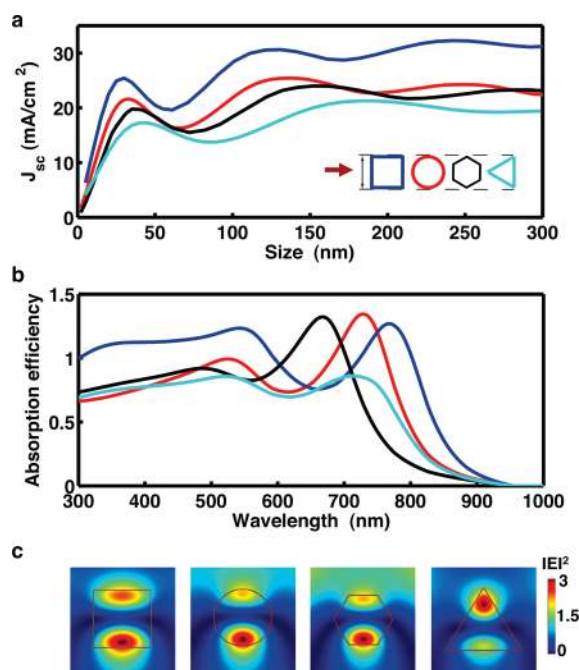 a
J_sc (mA/cm²)
30
20
10
0
0 50 100 150 200 250 300
Size (nm)
b
Absorption efficiency
1.5
1
0.5
0
300 400 500 600 700 800 900 1000
Wavelength (nm)
c
|E|²
3
1.5
0